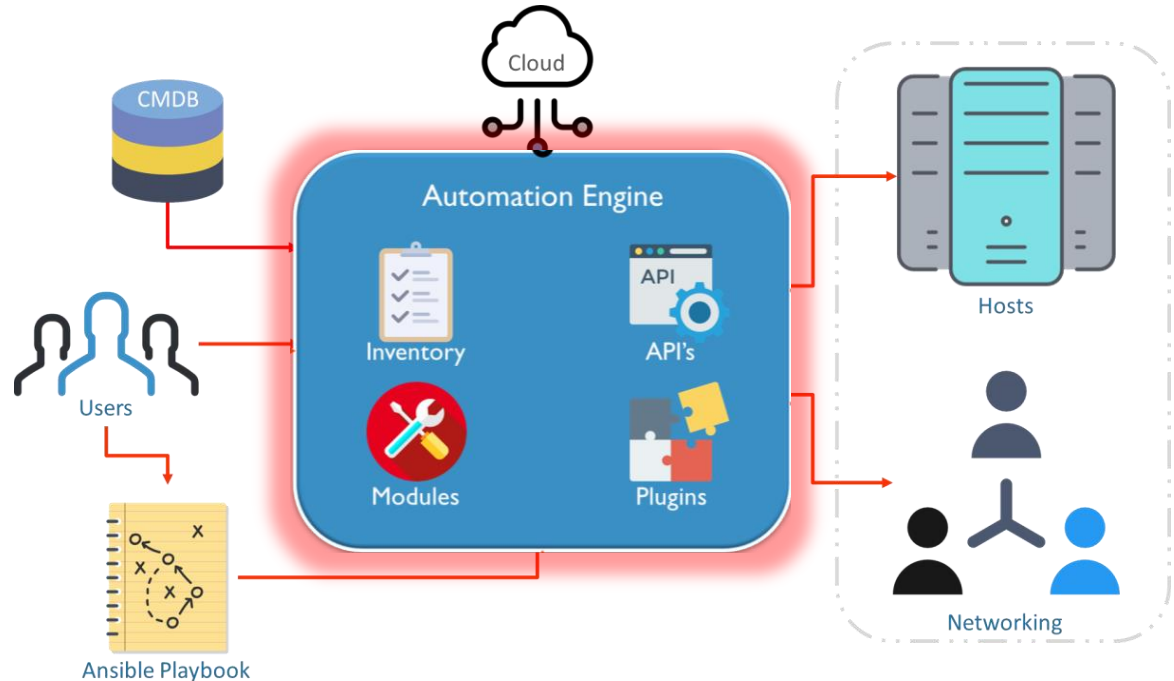 Cloud
CMDB
Automation Engine
API
Inventory
API's
Hosts
Users
Modules
Plugins
X
X
X
Networking
Ansible Playbook